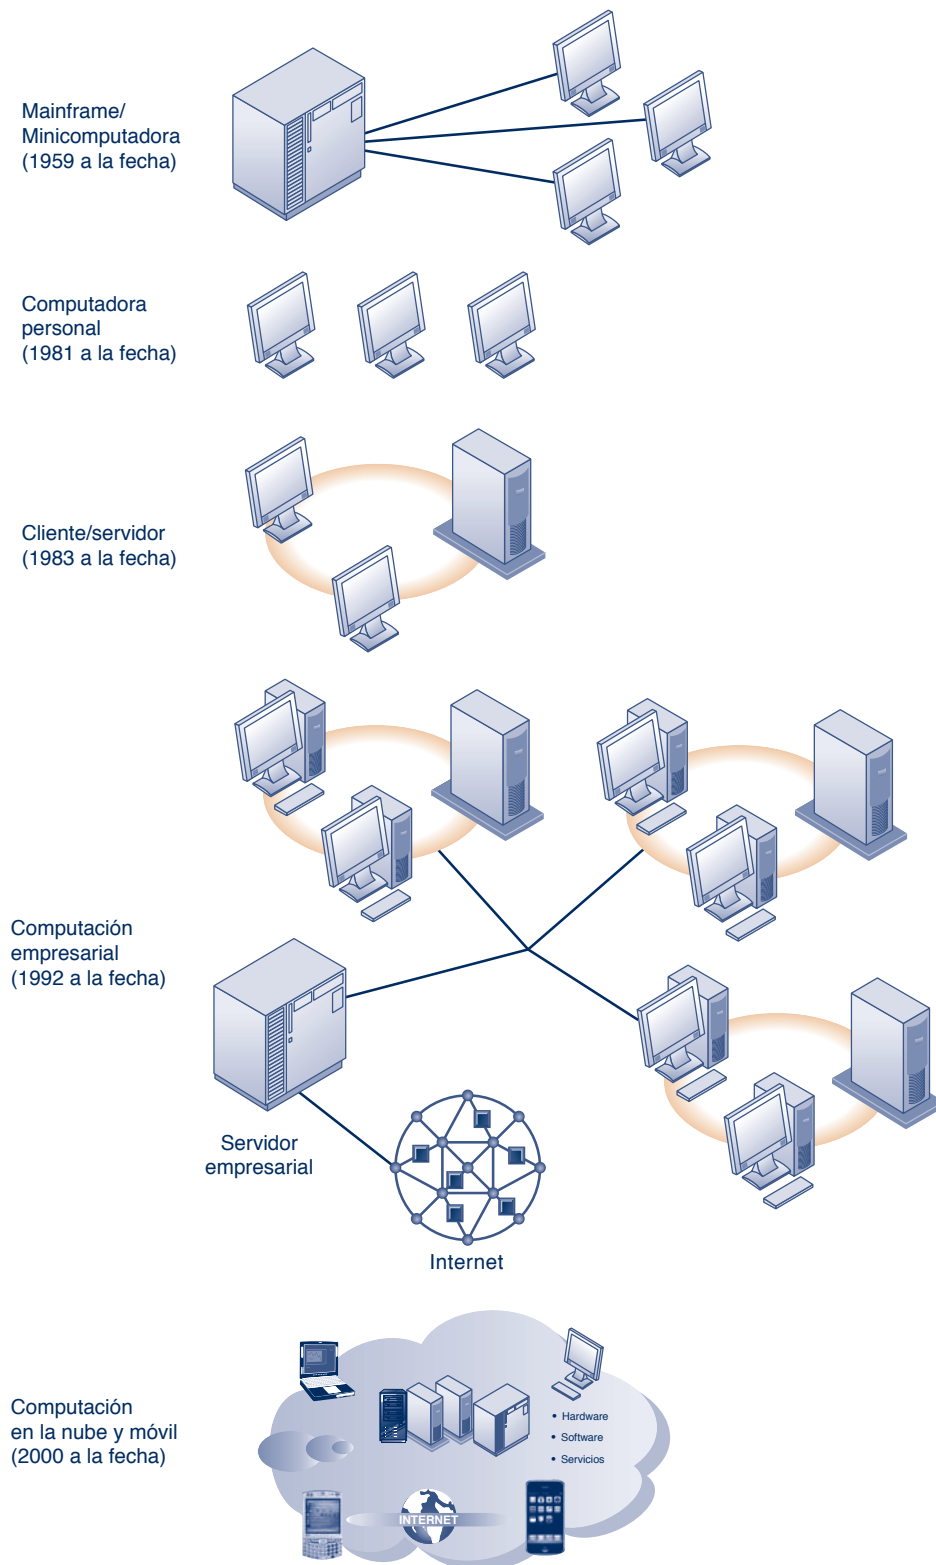 Mainframe/
Minicomputadora
(1959 a la fecha)
Computadora
personal
(1981 a la fecha)
Cliente/servidor
(1983 a la fecha)
Computación
empresarial
(1992 a la fecha)
Servidor
empresarial
Internet
Computación
en la nube y móvil
(2000 a la fecha)
• Hardware
• Software
• Servicios
INTERNET